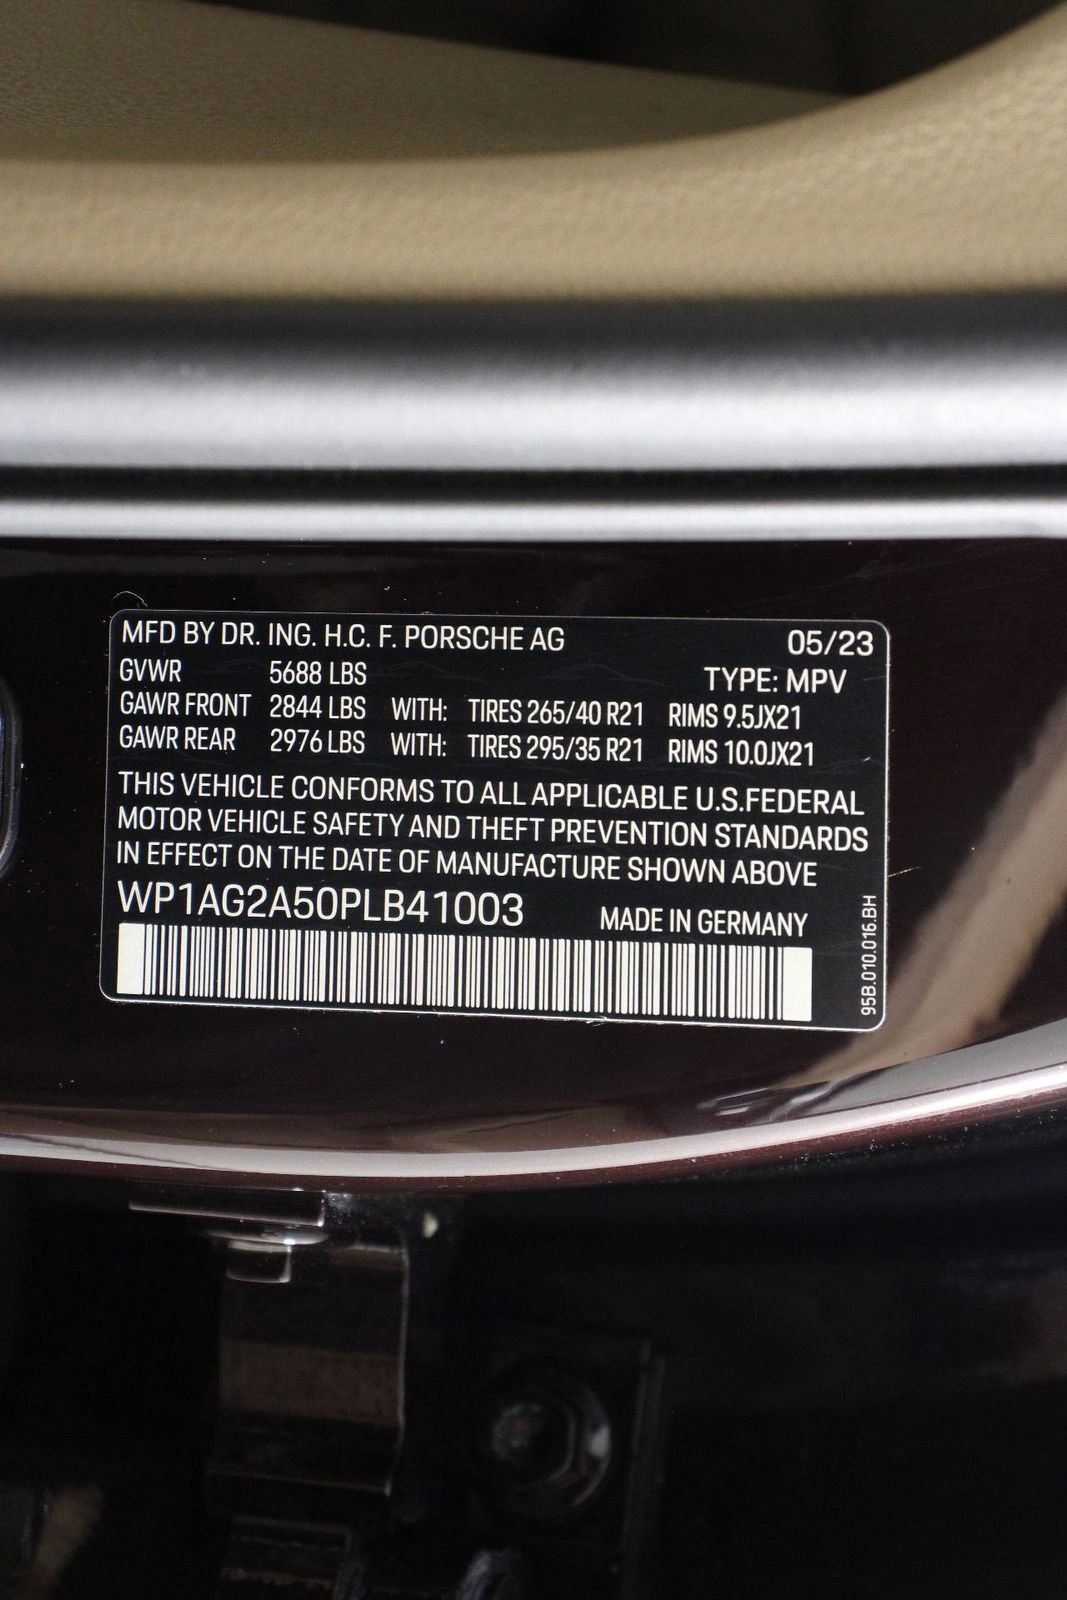 MFD BY DR. ING. H.C. F. PORSCHE AG 05/23
GVWR 5688 LBS TYPE: MPV
GAWR FRONT 2844 LBS WITH: TIRES 265/40 R21 RIMS 9.5JX21
GAWR REAR 2976 LBS WITH: TIRES 295/35 R21 RIMS 10.0JX21
THIS VEHICLE CONFORMS TO ALL APPLICABLE U.S.FEDERAL
MOTOR VEHICLE SAFETY AND THEFT PREVENTION STANDARDS
IN EFFECT ON THE DATE OF MANUFACTURE SHOWN ABOVE
WP1AG2A50PLB41003 MADE IN GERMANY
95B.010.016.BH